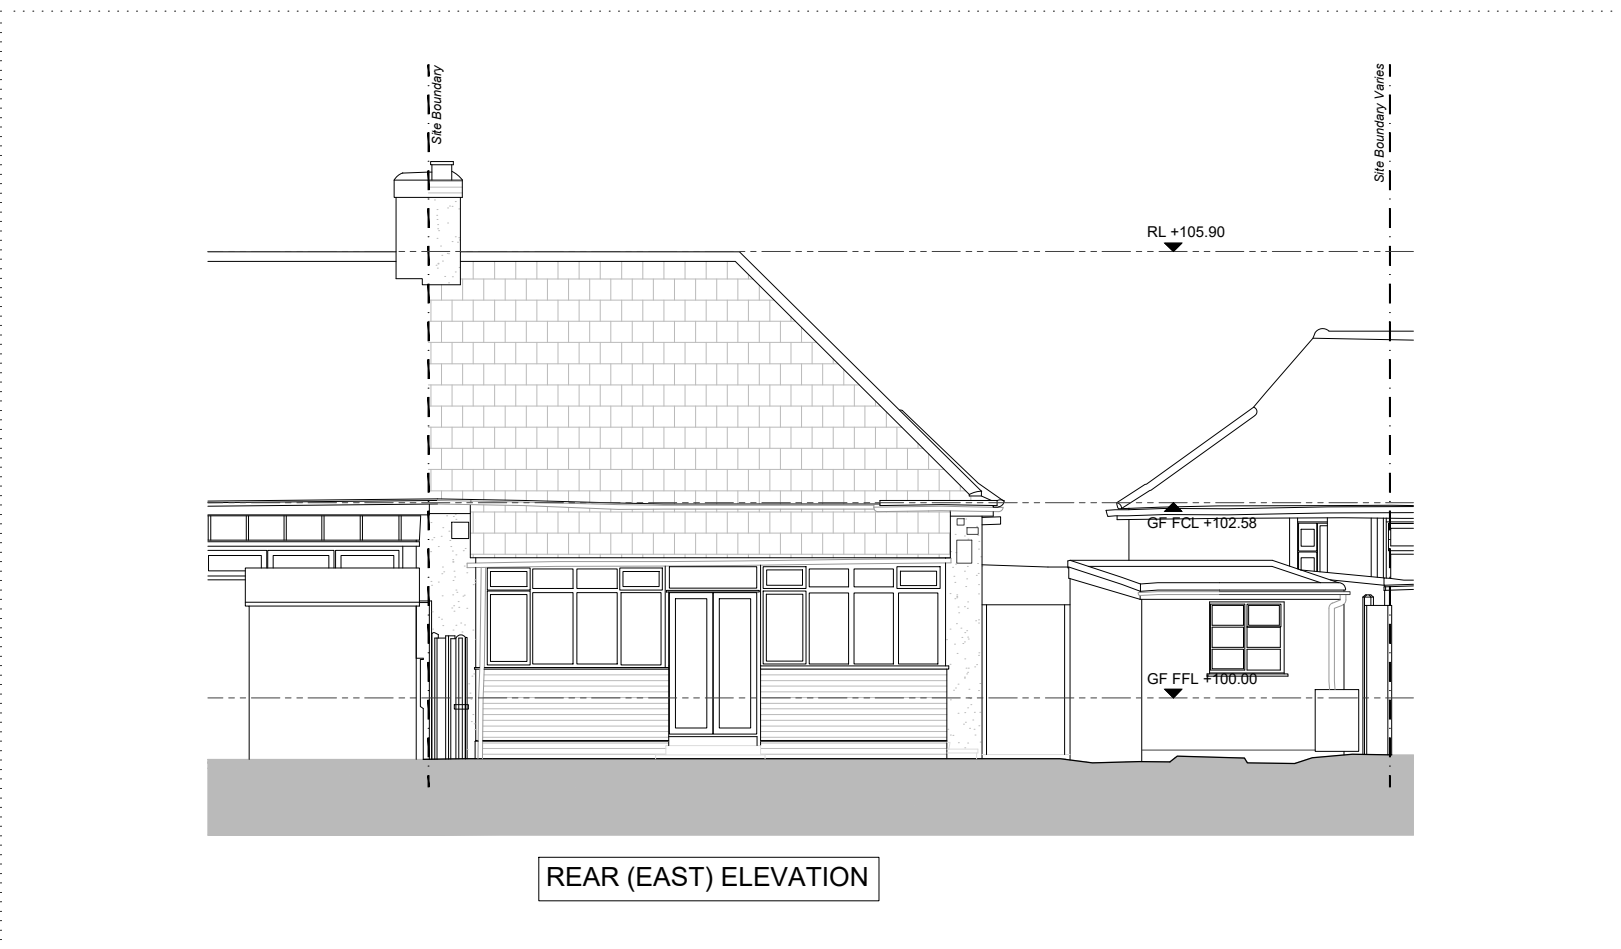 Site Boundary
Site Boundary Varies
RL +105.90
GF FCL +102.58
GF FFL +100.00
REAR (EAST) ELEVATION